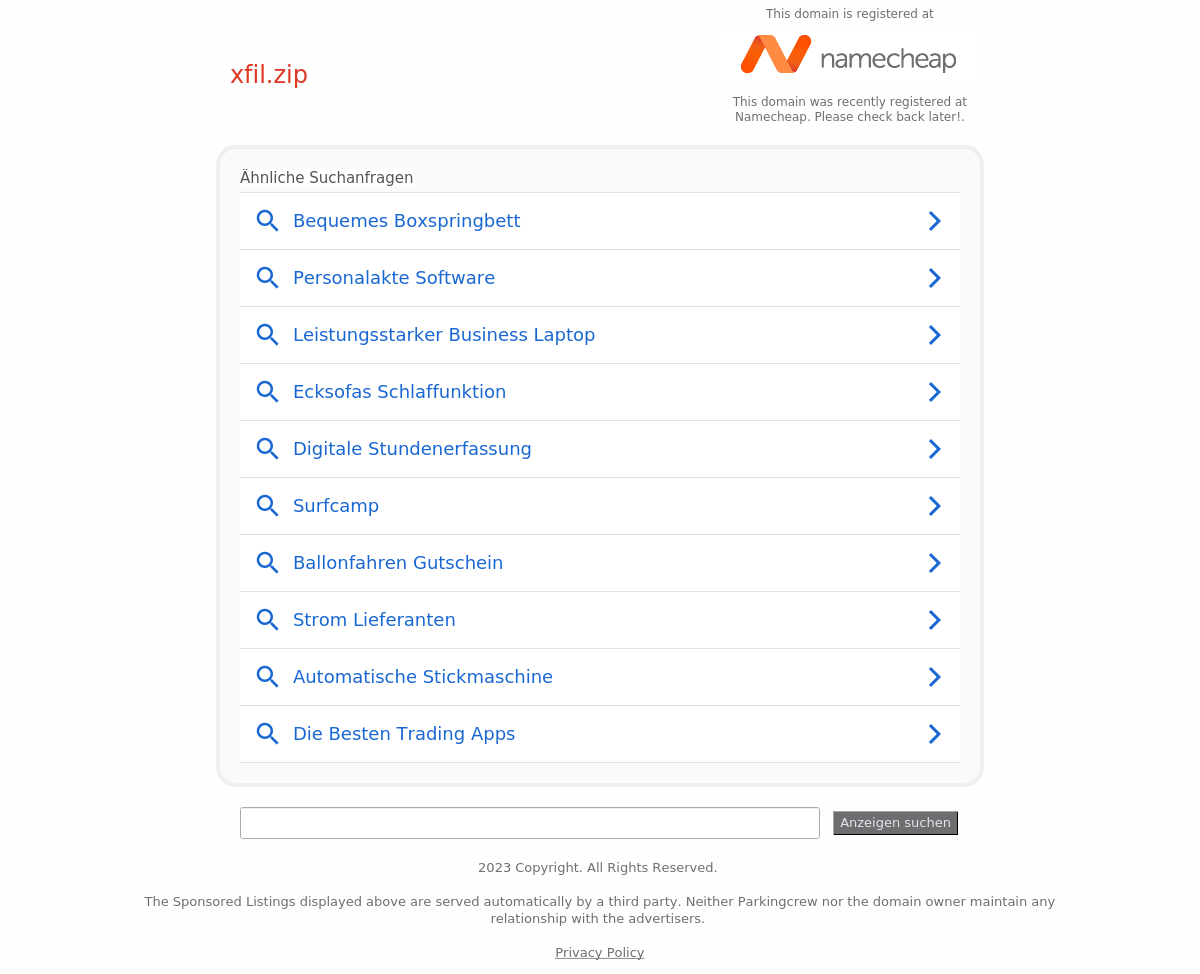 This domain is registered at
namecheap
xfil.zip
This domain was recently registered at
Namecheap. Please check back later!.
Ähnliche Suchanfragen
Bequemes Boxspringbett
Personalakte Software
Leistungsstarker Business Laptop
Ecksofas Schlaffunktion
Digitale Stundenerfassung
Surfcamp
Ballonfahren Gutschein
Strom Lieferanten
Automatische Stickmaschine
Die Besten Trading Apps
Anzeigen suchen
2023 Copyright. All Rights Reserved.
The Sponsored Listings displayed above are served automatically by a third party. Neither Parkingcrew nor the domain owner maintain any
relationship with the advertisers.
Privacy Policy